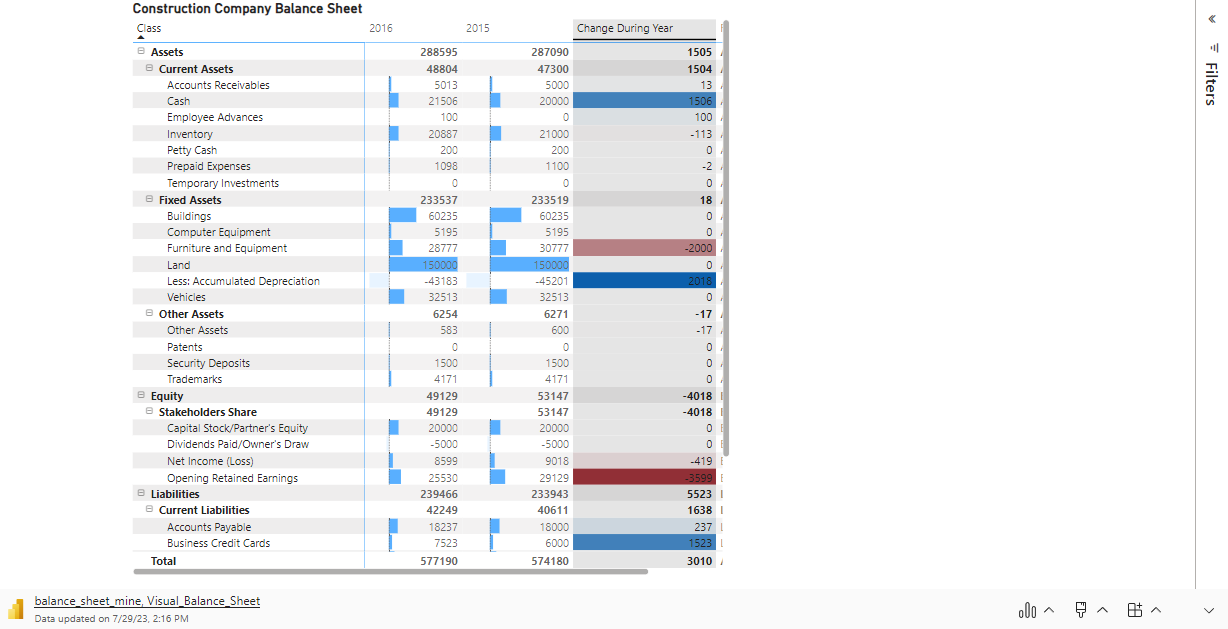 Construction Company Balance Sheet
Class 2016 2015 Change During Year
Assets 288595 287090 1505
Current Assets 48804 47300 1504
Accounts Receivables 5013 5000 13
Cash 21506 20000 1506
Employee Advances 100 0 100
Inventory 20887 21000 -113
Petty Cash 200 200 0
Prepaid Expenses 1098 1100 -2
Temporary Investments 0 0 0
Fixed Assets 233537 233519 18
Buildings 60235 60235 0
Computer Equipment 5195 5195 0
Furniture and Equipment 28777 30777 -2000
Land 150000 150000 0
Less: Accumulated Depreciation -43183 -45201 2018
Vehicles 32513 32513 0
Other Assets 6254 6271 -17
Other Assets 583 600 -17
Patents 0 0 0
Security Deposits 1500 1500 0
Trademarks 4171 4171 0
Equity 49129 53147 -4018
Stakeholders Share 49129 53147 -4018
Capital Stock/Partner's Equity 20000 20000 0
Dividends Paid/Owner's Draw -5000 -5000 0
Net Income (Loss) 8599 9018 -419
Opening Retained Earnings 25530 29129 -3599
Liabilities 239466 233943 5523
Current Liabilities 42249 40611 1638
Accounts Payable 18237 18000 237
Business Credit Cards 7523 6000 1523
Total 577190 574180 3010
Filters
balance_sheet_mine, Visual_Balance_Sheet
Data updated on 7/29/23, 2:16 PM